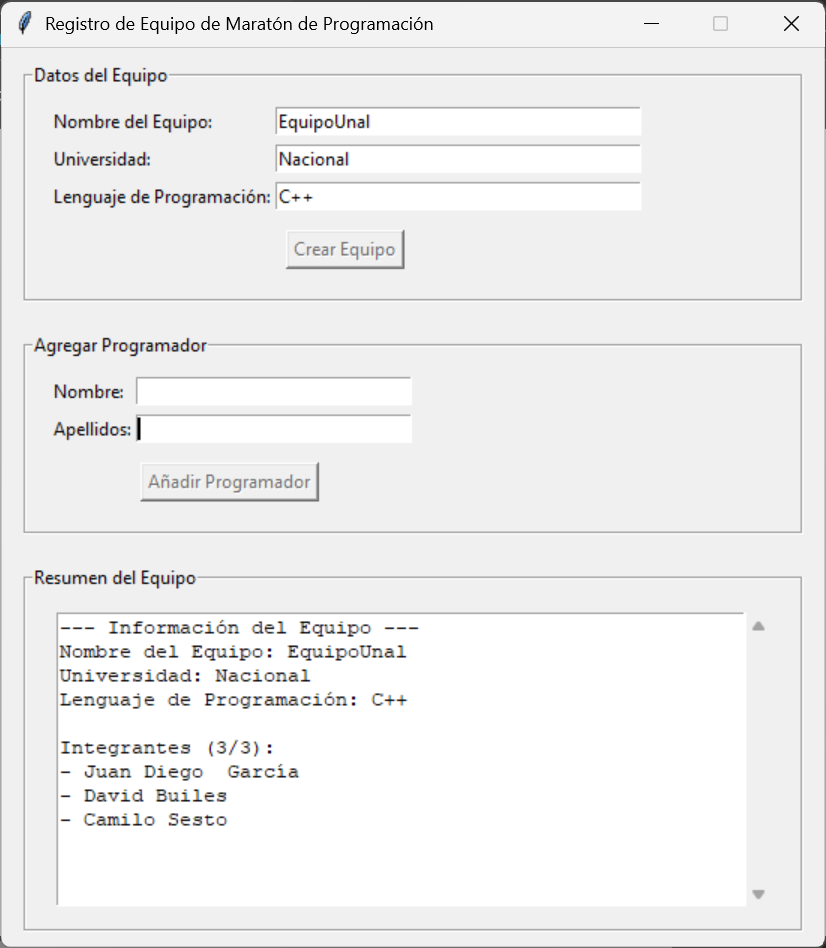 Registro de Equipo de Maratón de Programación
Datos del Equipo
Nombre del Equipo: EquipoUnal
Universidad: Nacional
Lenguaje de Programación: C++
Crear Equipo
Agregar Programador
Nombre:
Apellidos:
Añadir Programador
Resumen del Equipo
--- Información del Equipo ---
Nombre del Equipo: EquipoUnal
Universidad: Nacional
Lenguaje de Programación: C++
Integrantes (3/3):
- Juan Diego  García
- David Builes
- Camilo Sesto